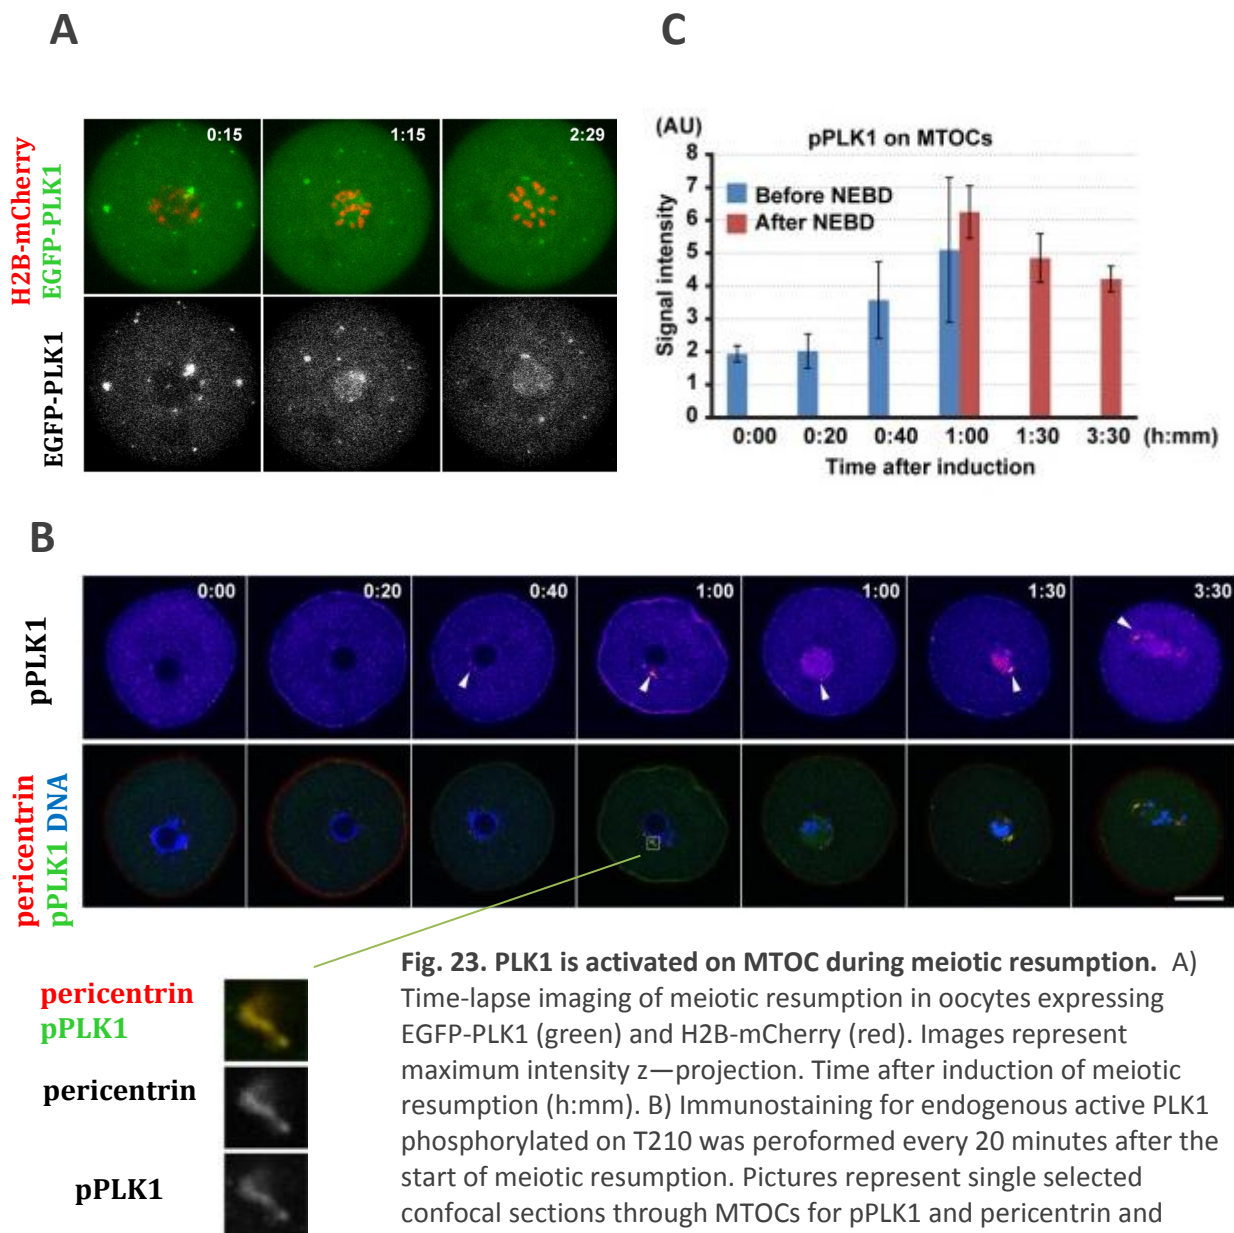 A
H2B-mCherry
EGFP-PLK1
0:15
1:15
2:29
EGFP-PLK1
C
(AU)
pPLK1 on MTOCs
Signal intensity
8
7
6
5
4
3
2
1
0
Before NEBD
After NEBD
0:00 0:20 0:40 1:00 1:30 3:30 (h:mm)
Time after induction
B
pPLK1
0:00
0:20
0:40
1:00
1:00
1:30
3:30
pericentrin
pPLK1 DNA
pericentrin
pPLK1
pericentrin
pPLK1
Fig. 23. PLK1 is activated on MTOC during meiotic resumption. A)
Time-lapse imaging of meiotic resumption in oocytes expressing
EGFP-PLK1 (green) and H2B-mCherry (red). Images represent
maximum intensity z—projection. Time after induction of meiotic
resumption (h:mm). B) Immunostaining for endogenous active PLK1
phosphorylated on T210 was peroformed every 20 minutes after the
start of meiotic resumption. Pictures represent single selected
confocal sections through MTOCs for pPLK1 and pericentrin and